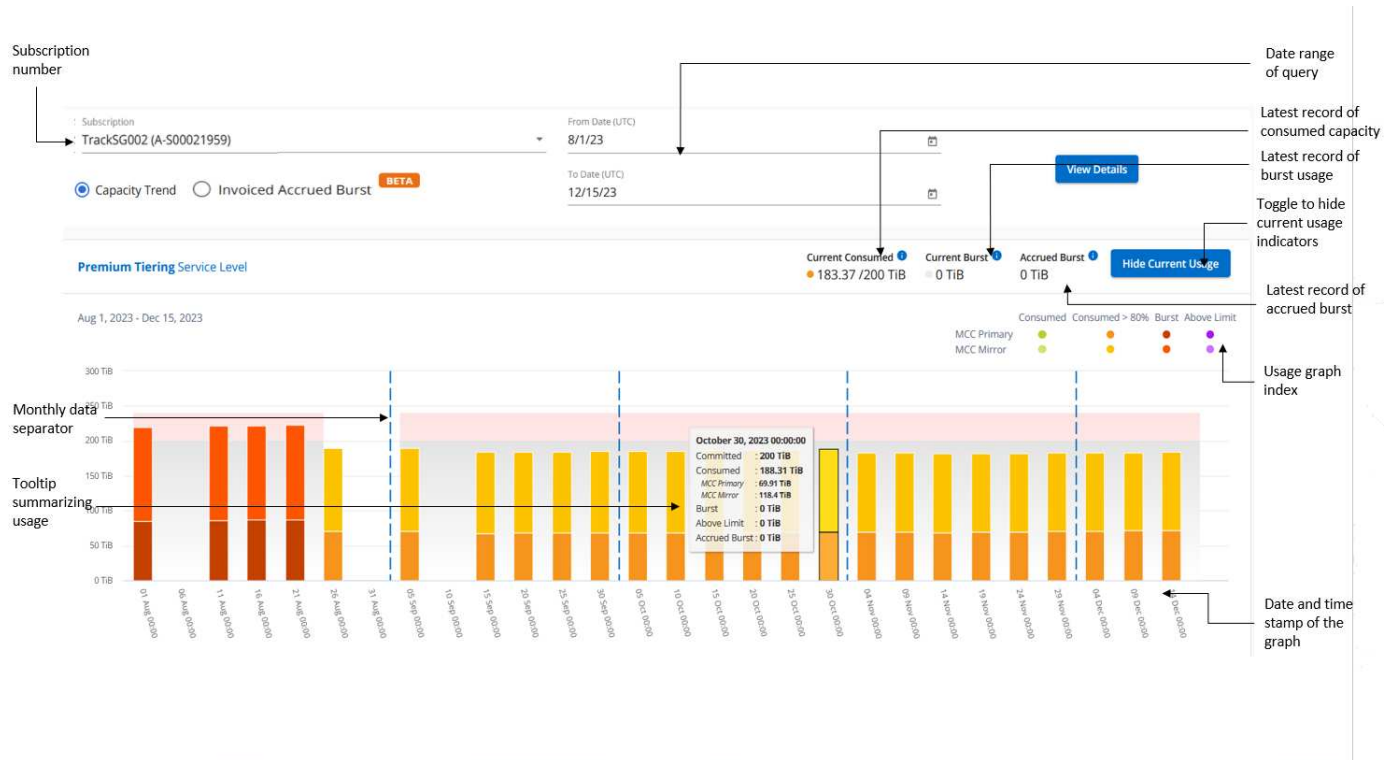 Subscription
number
Date range
of query
Latest record of
consumed capacity
Latest record of
burst usage
Toggle to hide
current usage
indicators
Latest record of
accrued burst
Usage graph
index
Subscription
TrackSG002 (A-S00021959)
From Date (UTC)
8/1/23
Capacity Trend
Invoiced Accrued Burst
BETA
To Date (UTC)
12/15/23
View Details
Premium Tiering Service Level
Current Consumed
183.37 /200 TiB
Current Burst
0 TiB
Accrued Burst
0 TiB
Hide Current Usage
Aug 1, 2023 - Dec 15, 2023
Consumed Consumed > 80% Burst Above Limit
MCC Primary
MCC Mirror
Monthly data
separator
Tooltip
summarizing
usage
300 TiB
250 TiB
200 TiB
150 TiB
100 TiB
50 TiB
0 TiB
October 30, 2023 00:00:00
Committed : 200 TiB
Consumed : 188.31 TiB
MCC Primary : 69.91 TiB
MCC Mirror : 118.4 TiB
Burst : 0 TiB
Above Limit : 0 TiB
Accrued Burst : 0 TiB
01 Aug 00:00
06 Aug 00:00
11 Aug 00:00
16 Aug 00:00
21 Aug 00:00
26 Aug 00:00
31 Aug 00:00
05 Sep 00:00
10 Sep 00:00
15 Sep 00:00
20 Sep 00:00
25 Sep 00:00
30 Sep 00:00
05 Oct 00:00
10 Oct 00:00
15 Oct 00:00
20 Oct 00:00
25 Oct 00:00
30 Oct 00:00
04 Nov 00:00
09 Nov 00:00
14 Nov 00:00
19 Nov 00:00
24 Nov 00:00
29 Nov 00:00
04 Dec 00:00
09 Dec 00:00
Dec 00:00
Date and time
stamp of the
graph